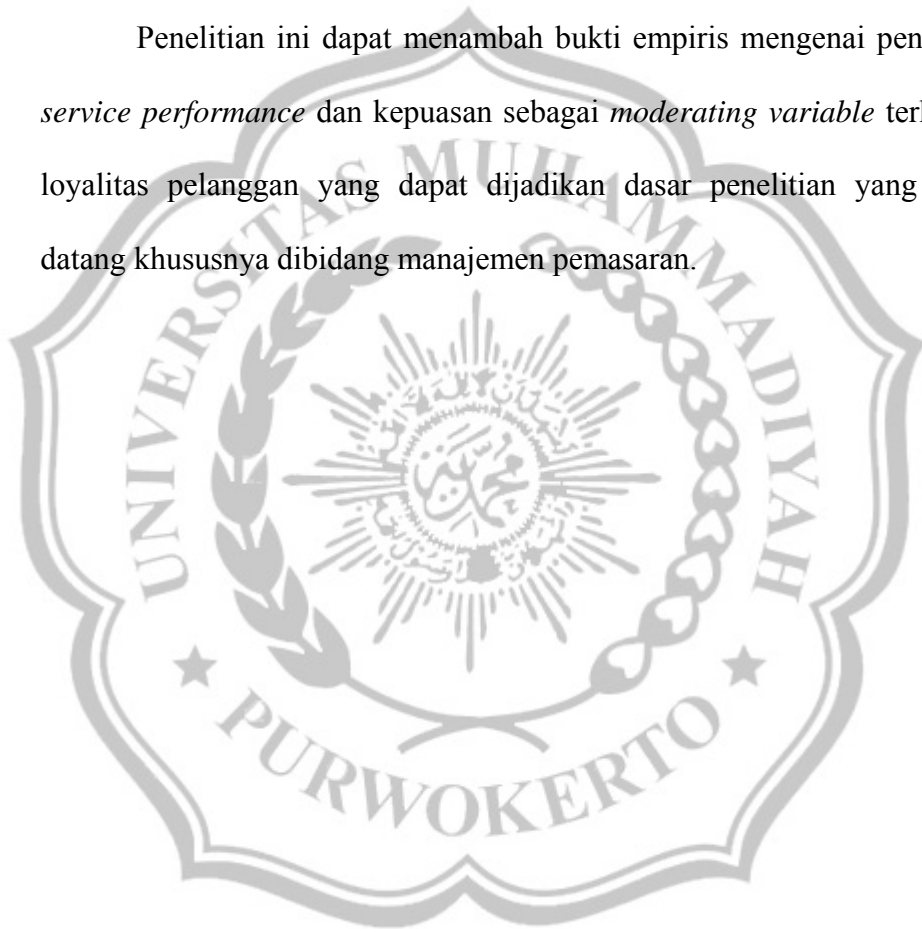 Penelitian ini dapat menambah bukti empiris mengenai pen
service performance dan kepuasan sebagai moderating variable ter
loyalitas pelanggan yang dapat dijadikan dasar penelitian yang
datang khususnya dibidang manajemen pemasaran.
UNIVERSITAS MUHAMMADIYAH
PURWOKERTO